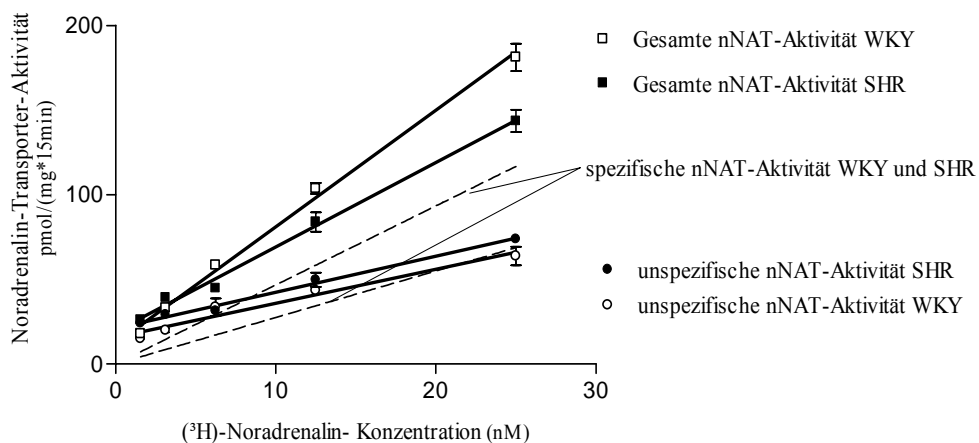 Noradrenalin-Transporter-Aktivität
pmol/(mg*15min)
200
100
0
0
10
20
30
(³H)-Noradrenalin- Konzentration (nM)
Gesamte nNAT-Aktivität WKY
Gesamte nNAT-Aktivität SHR
spezifische nNAT-Aktivität WKY und SHR
unspezifische nNAT-Aktivität SHR
unspezifische nNAT-Aktivität WKY